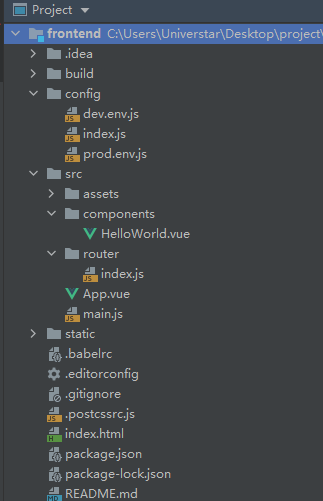 Project
frontend C:\Users\Universtar\Desktop\project\
.idea
build
config
dev.env.js
index.js
prod.env.js
src
assets
components
HelloWorld.vue
router
index.js
App.vue
main.js
static
.babelrc
.editorconfig
.gitignore
.postcssrc.js
index.html
package.json
package-lock.json
README.md